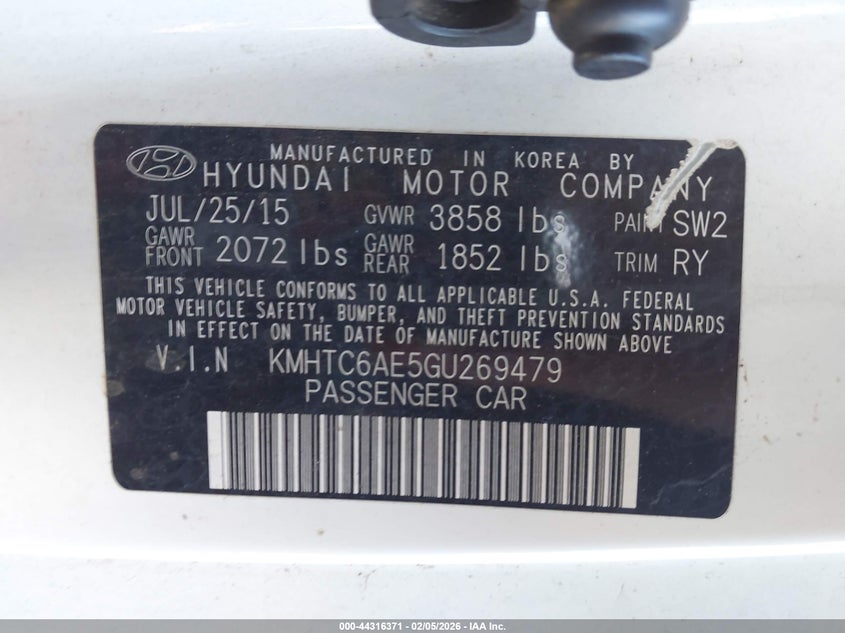 MANUFACTURED IN KOREA BY
HYUNDAI MOTOR COMPANY
JUL/25/15 GVWR 3858 lbs PAINT SW2
GAWR FRONT 2072 lbs GAWR REAR 1852 lbs TRIM RY
THIS VEHICLE CONFORMS TO ALL APPLICABLE U.S.A. FEDERAL
MOTOR VEHICLE SAFETY, BUMPER, AND THEFT PREVENTION STANDARDS
IN EFFECT ON THE DATE OF MANUFACTURE SHOWN ABOVE
V.I.N KMHTC6AE5GU269479
PASSENGER CAR
000-44316371 - 02/05/2026 - IAA Inc.